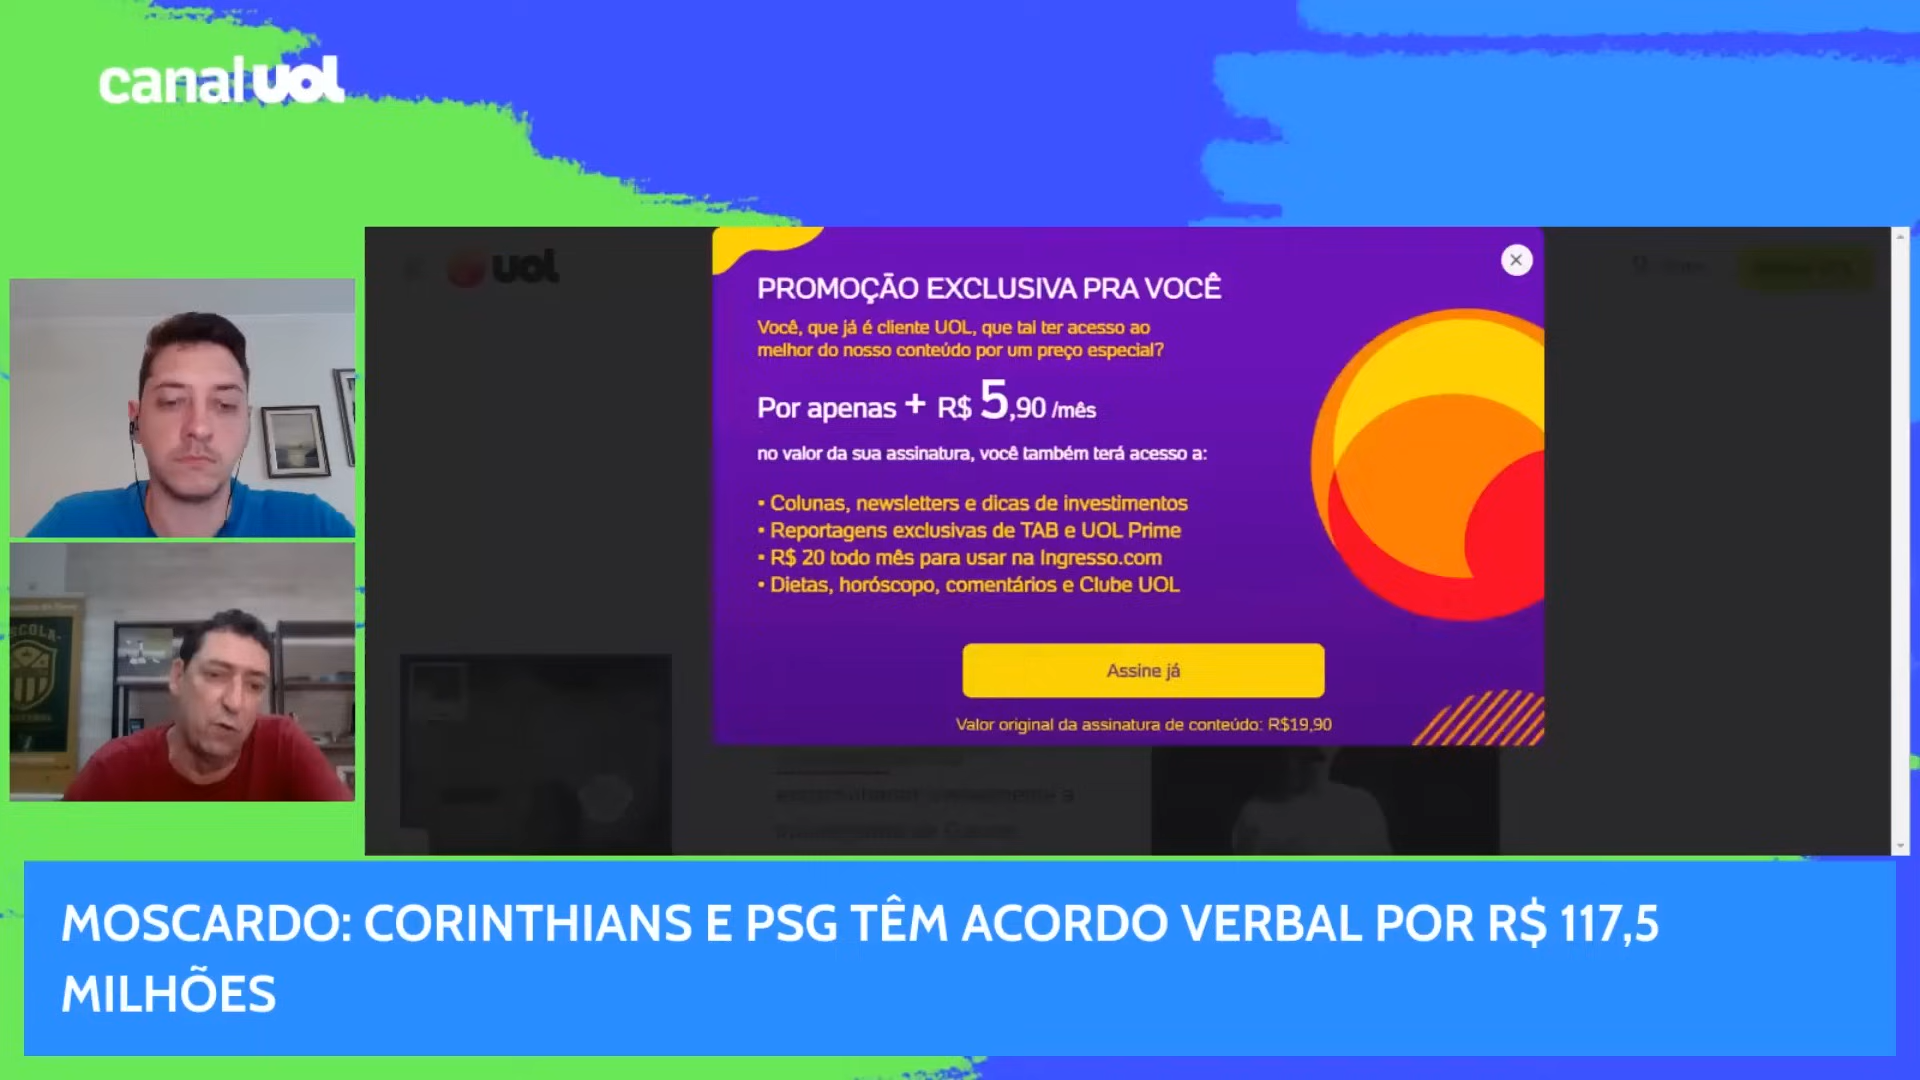 canal uol
uol
PROMOÇÃO EXCLUSIVA PRA VOCÊ
Você, que já é cliente UOL, que tal ter acesso ao
melhor do nosso conteúdo por um preço especial?
Por apenas + R$ 5,90 /mês
no valor da sua assinatura, você também terá acesso a:
• Colunas, newsletters e dicas de investimentos
• Reportagens exclusivas de TAB e UOL Prime
• R$ 20 todo mês para usar na Ingresso.com
• Dietas, horóscopo, comentários e Clube UOL
Assine já
Valor original da assinatura de conteúdo: R$19,90
MOSCARDO: CORINTHIANS E PSG TÊM ACORDO VERBAL POR R$ 117,5
MILHÕES